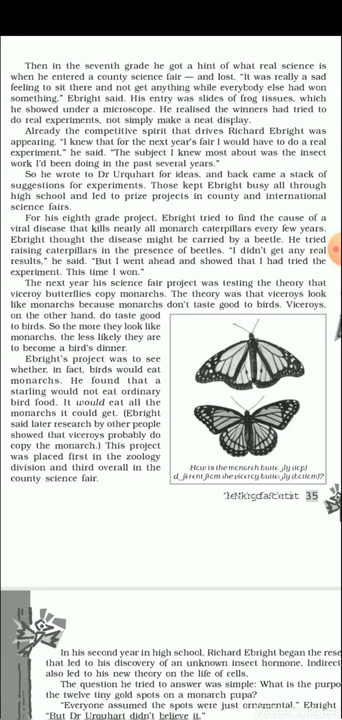 Then in the seventh grade he got a hint of what real science is
when he entered a county science fair — and lost. “It was really a sad
feeling to sit there and not get anything while everybody else had won
something,” Ebright said. His entry was slides of frog tissues, which
he showed under a microscope. He realised the winners had tried to
do real experiments, not simply make a neat display.
Already the competitive spirit that drives Richard Ebright was
appearing. “I knew that for the next year’s fair I would have to do a real
experiment,” he said. “The subject I knew most about was the insect
work I’d been doing in the past several years.”
So he wrote to Dr Urquhart for ideas, and back came a stack of
suggestions for experiments. Those kept Ebright busy all through
high school and led to prize projects in county and international
science fairs.
For his eighth grade project, Ebright tried to find the cause of a
viral disease that kills nearly all monarch caterpillars every few years.
Ebright thought the disease might be carried by a beetle. He tried
raising caterpillars in the presence of beetles. “I didn’t get any real
results,” he said. “But I went ahead and showed that I had tried the
experiment. This time I won.”
The next year his science fair project was testing the theory that
viceroy butterflies copy monarchs. The theory was that viceroys look
like monarchs because monarchs don’t taste good to birds. Viceroys,
on the other hand, do taste good
to birds. So the more they look like
monarchs, the less likely they are
to become a bird’s dinner.
Ebright’s project was to see
whether, in fact, birds would eat
monarchs. He found that a
starling would not eat ordinary
bird food. It would eat all the
monarchs it could get. (Ebright
said later research by other people
showed that viceroys probably do
copy the monarch.) This project
was placed first in the zoology
division and third overall in the
county science fair.
How is the monarch butterfly (top)
different from the viceroy butterfly (bottom)?
35
In his second year in high school, Richard Ebright began the rese
that led to his discovery of an unknown insect hormone. Indirect
also led to his new theory on the life of cells.
The question he tried to answer was simple: What is the purpo
the twelve tiny gold spots on a monarch pupa?
“Everyone assumed the spots were just ornamental,” Ebright
“But Dr Urquhart didn’t believe it.”